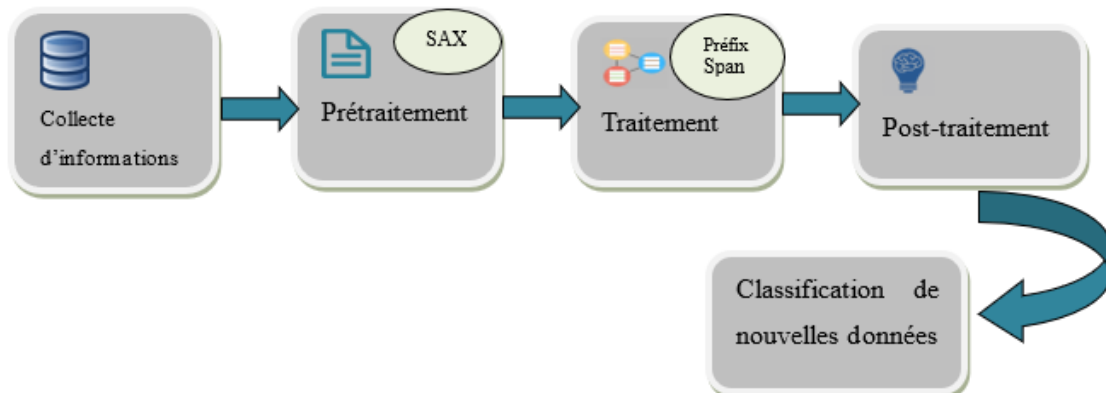 Collecte
d'informations
SAX
Prétraitement
Préfix
Span
Traitement
Post-traitement
Classification de
nouvelles données